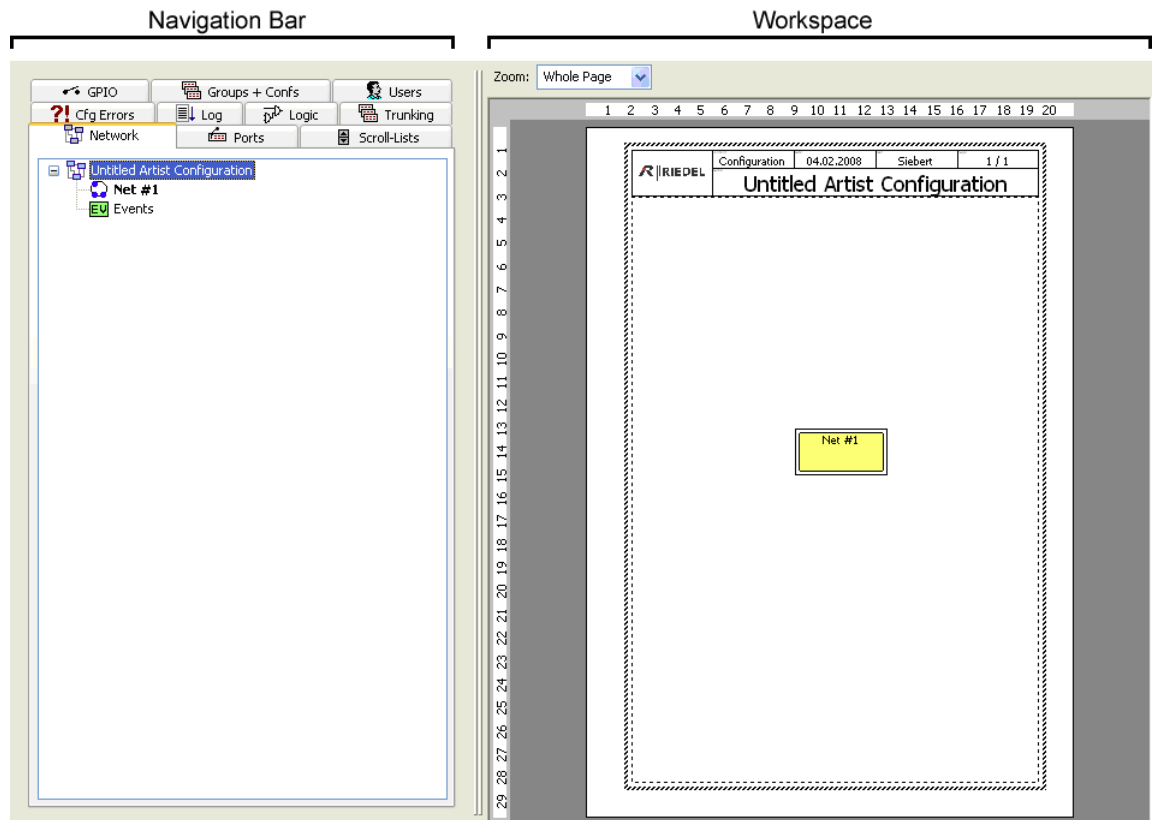 Navigation Bar
Workspace
GPIO Groups + Confs Users
?! Cfg Errors Log Logic Trunking
Network Ports Scroll-Lists
Untitled Artist Configuration
Net #1
EV Events
Zoom: Whole Page
1 2 3 4 5 6 7 8 9 10 11 12 13 14 15 16 17 18 19 20
1
2
3
4
5
6
7
8
9
10
11
12
13
14
15
16
17
18
19
20
21
22
23
24
25
26
27
28
29
RIEDEL
Configuration 04.02.2008 Siebert 1 / 1
Untitled Artist Configuration
Net #1